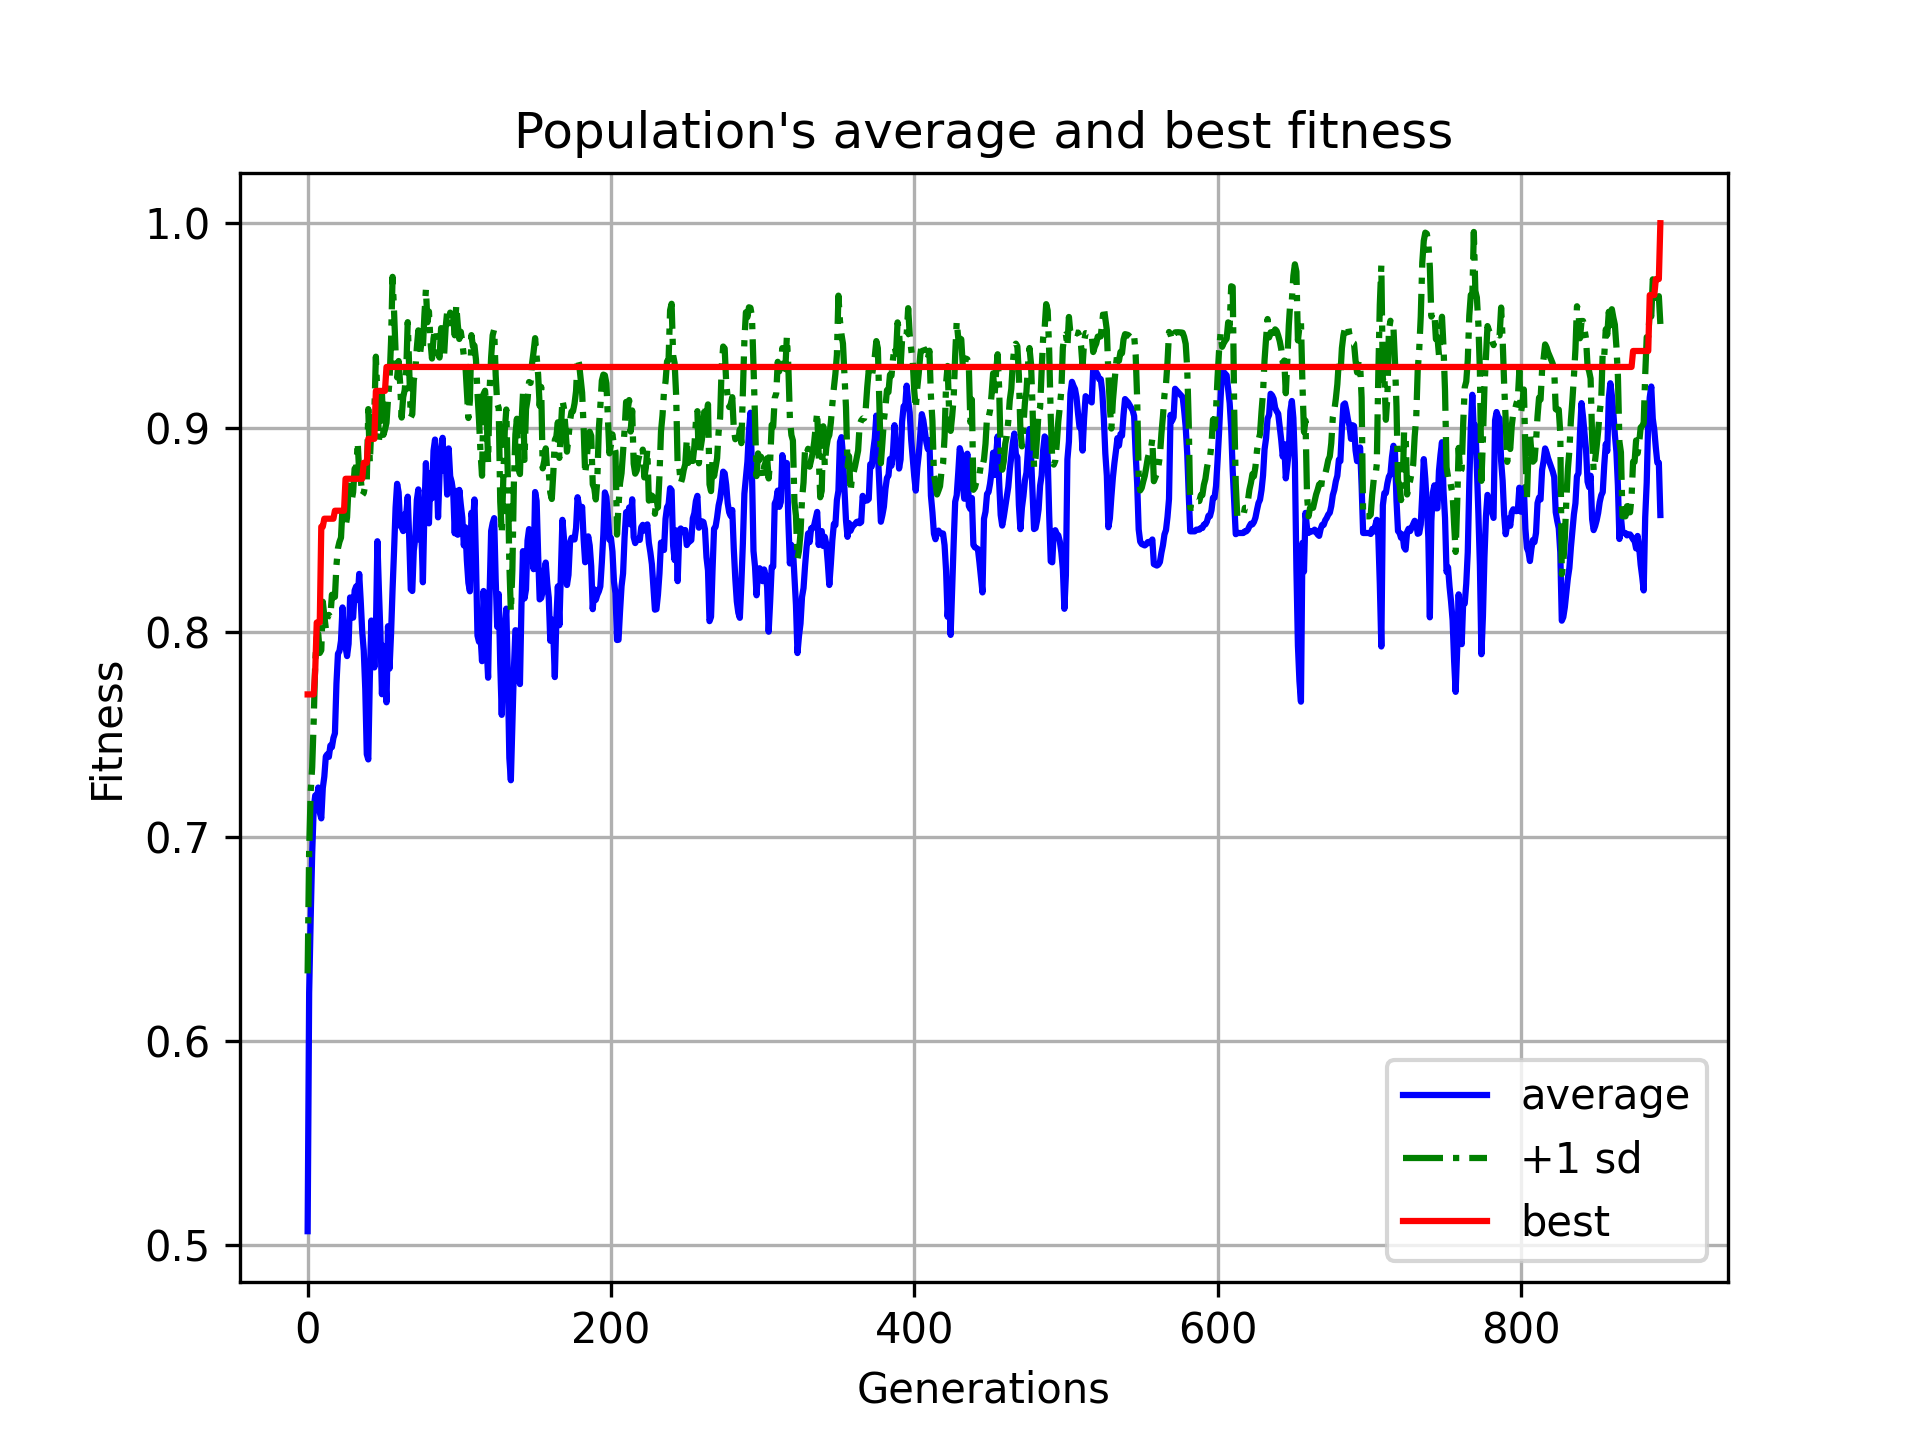 Population's average and best fitness
1.0
0.9
0.8
0.7
0.6
0.5
Fitness
0 200 400 600 800
Generations
average
+1 sd
best